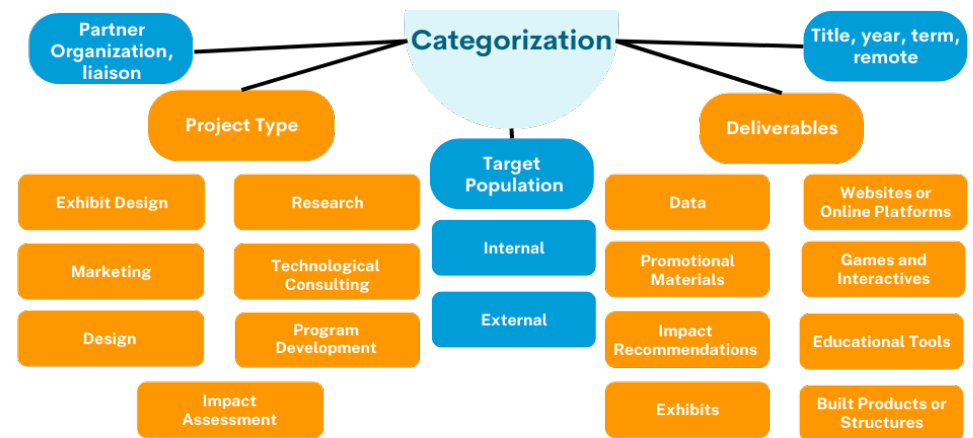 Categorization
Partner
Organization,
liaison
Title, year, term,
remote
Project Type
Exhibit Design
Research
Marketing
Technological
Consulting
Design
Program
Development
Impact
Assessment
Target
Population
Internal
External
Deliverables
Data
Websites or
Online Platforms
Promotional
Materials
Games and
Interactives
Impact
Recommendations
Educational Tools
Exhibits
Built Products or
Structures